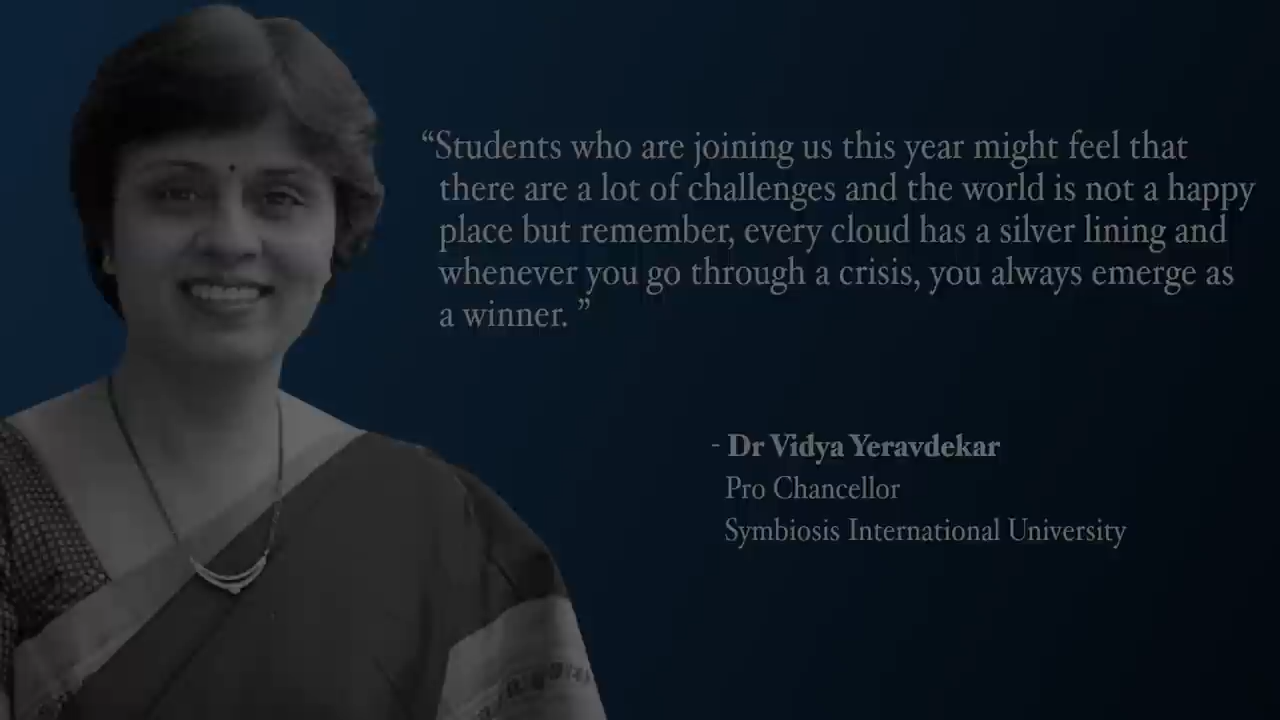 “Students who are joining us this year might feel that
there are a lot of challenges and the world is not a happy
place but remember, every cloud has a silver lining and
whenever you go through a crisis, you always emerge as
a winner. ”
- Dr Vidya Yeravdekar
Pro Chancellor
Symbiosis International University